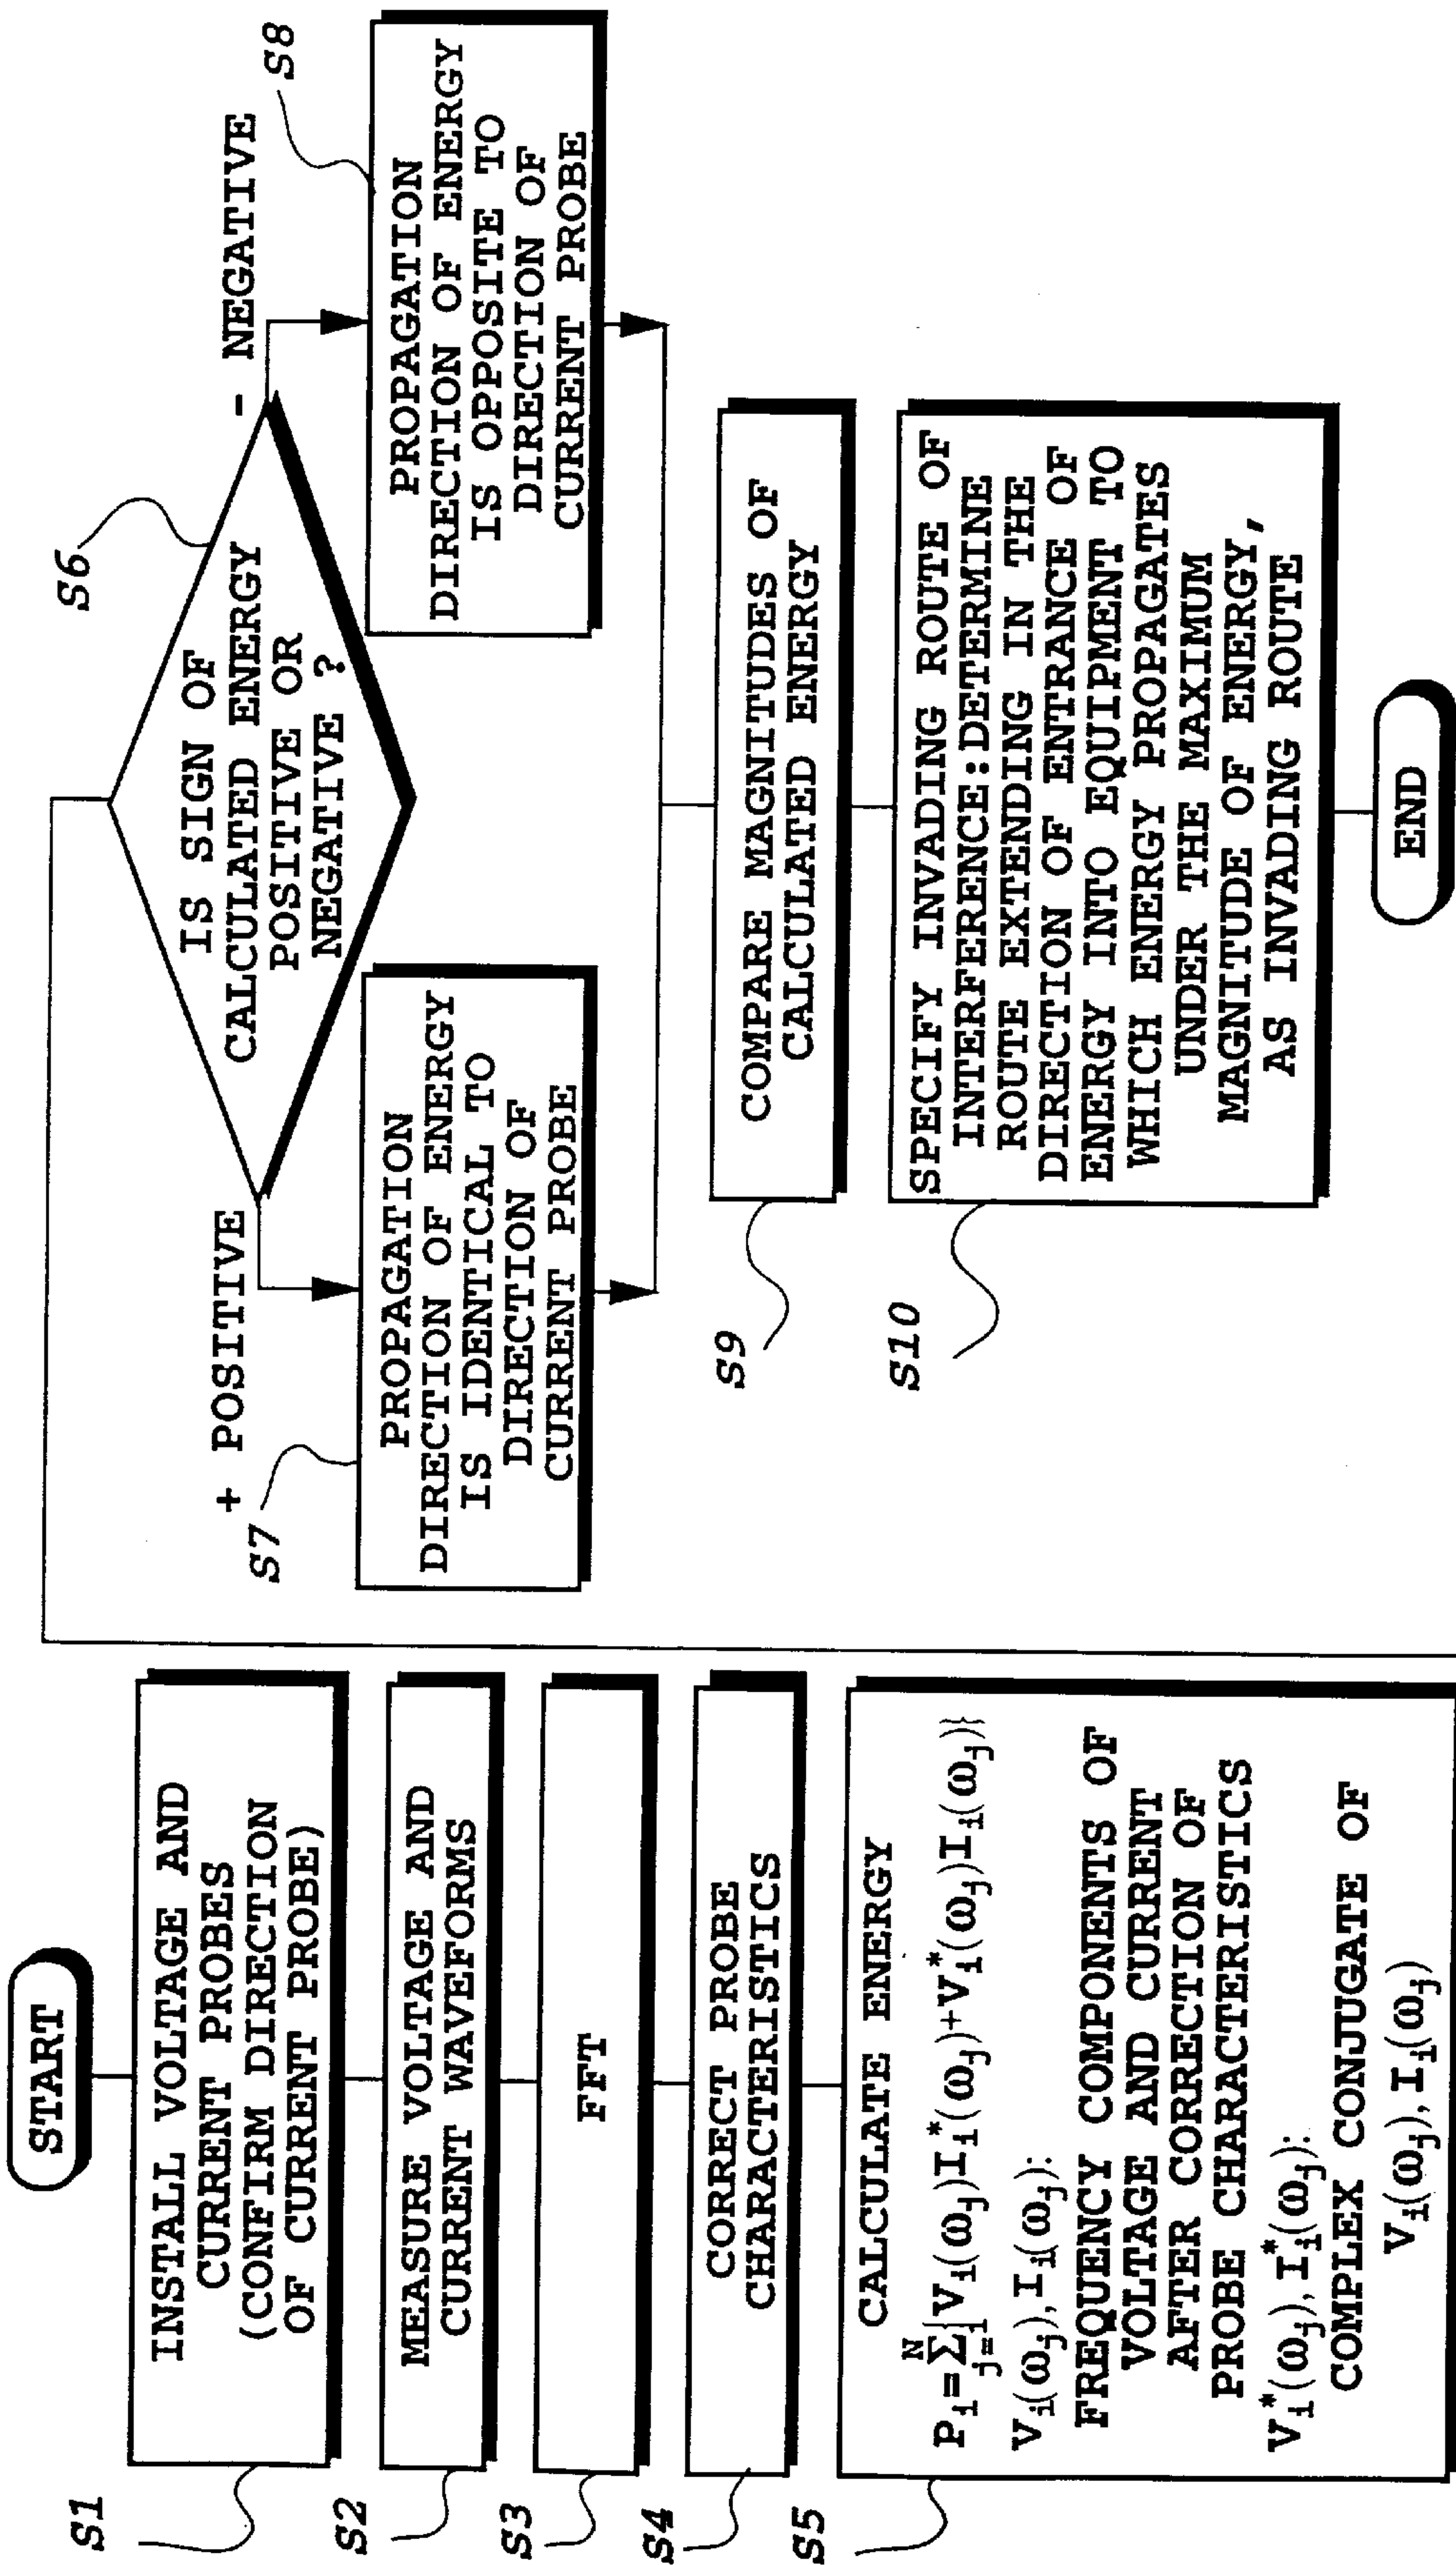 START
S1
INSTALL VOLTAGE AND
CURRENT PROBES
(CONFIRM DIRECTION
OF CURRENT PROBE)
S2
MEASURE VOLTAGE AND
CURRENT WAVEFORMS
S3
FFT
S4
CORRECT PROBE
CHARACTERISTICS
S5
CALCULATE ENERGY
P_i=∑_{j=1}^{N}{V_i(ω_j)I_i^*(ω_j)+V_i^*(ω_j)I_i(ω_j)}
V_i(ω_j),I_i(ω_j):
FREQUENCY COMPONENTS OF
VOLTAGE AND CURRENT
AFTER CORRECTION OF
PROBE CHARACTERISTICS
V_i^*(ω_j),I_i^*(ω_j):
COMPLEX CONJUGATE OF
V_i(ω_j),I_i(ω_j)
S6
IS SIGN OF
CALCULATED ENERGY
POSITIVE OR
NEGATIVE ?
+ POSITIVE
- NEGATIVE
S7
PROPAGATION
DIRECTION OF ENERGY
IS IDENTICAL TO
DIRECTION OF
CURRENT PROBE
S8
PROPAGATION
DIRECTION OF ENERGY
IS OPPOSITE TO
DIRECTION OF
CURRENT PROBE
S9
COMPARE MAGNITUDES OF
CALCULATED ENERGY
S10
SPECIFY INVADING ROUTE OF
INTERFERENCE:DETERMINE
ROUTE EXTENDING IN THE
DIRECTION OF ENTRANCE OF
ENERGY INTO EQUIPMENT TO
WHICH ENERGY PROPAGATES
UNDER THE MAXIMUM
MAGNITUDE OF ENERGY,
AS INVADING ROUTE
END